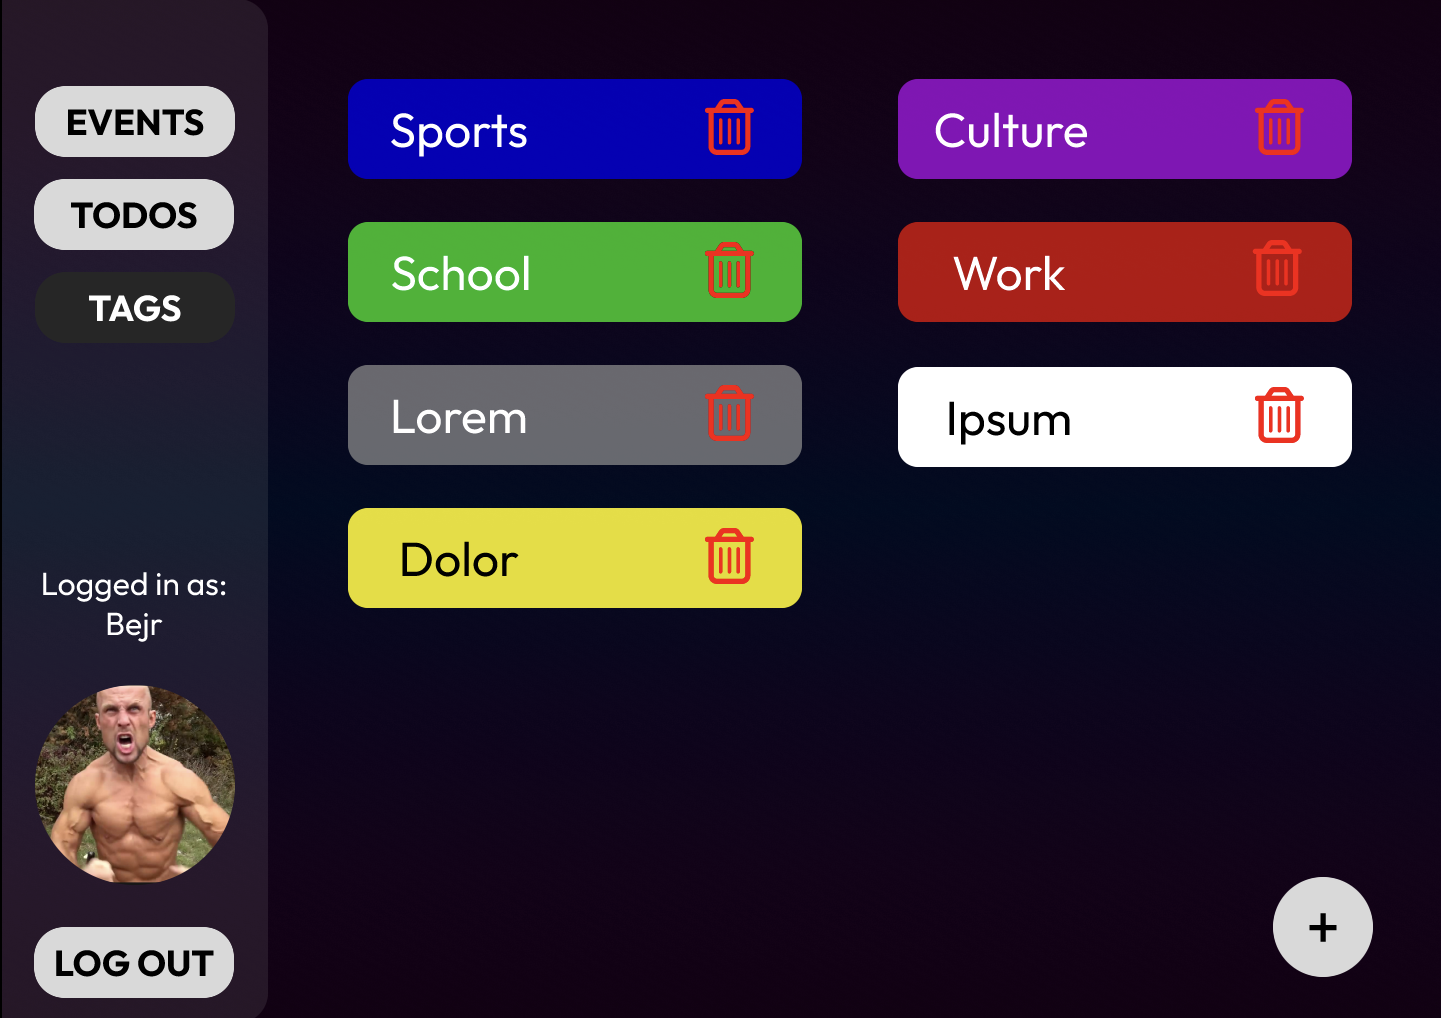 EVENTS
TODOS
TAGS
Logged in as:
Bejr
LOG OUT
Sports
Culture
School
Work
Lorem
Ipsum
Dolor
+